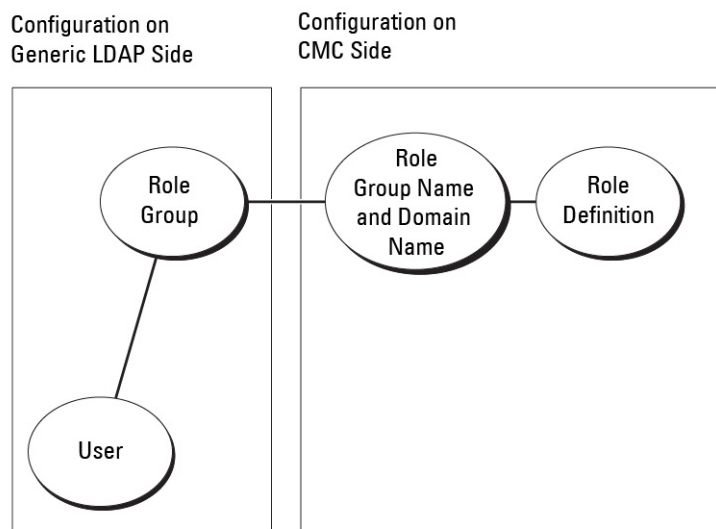 Configuration on
Generic LDAP Side
Configuration on
CMC Side
Role
Group
Role
Group Name
and Domain
Name
Role
Definition
User